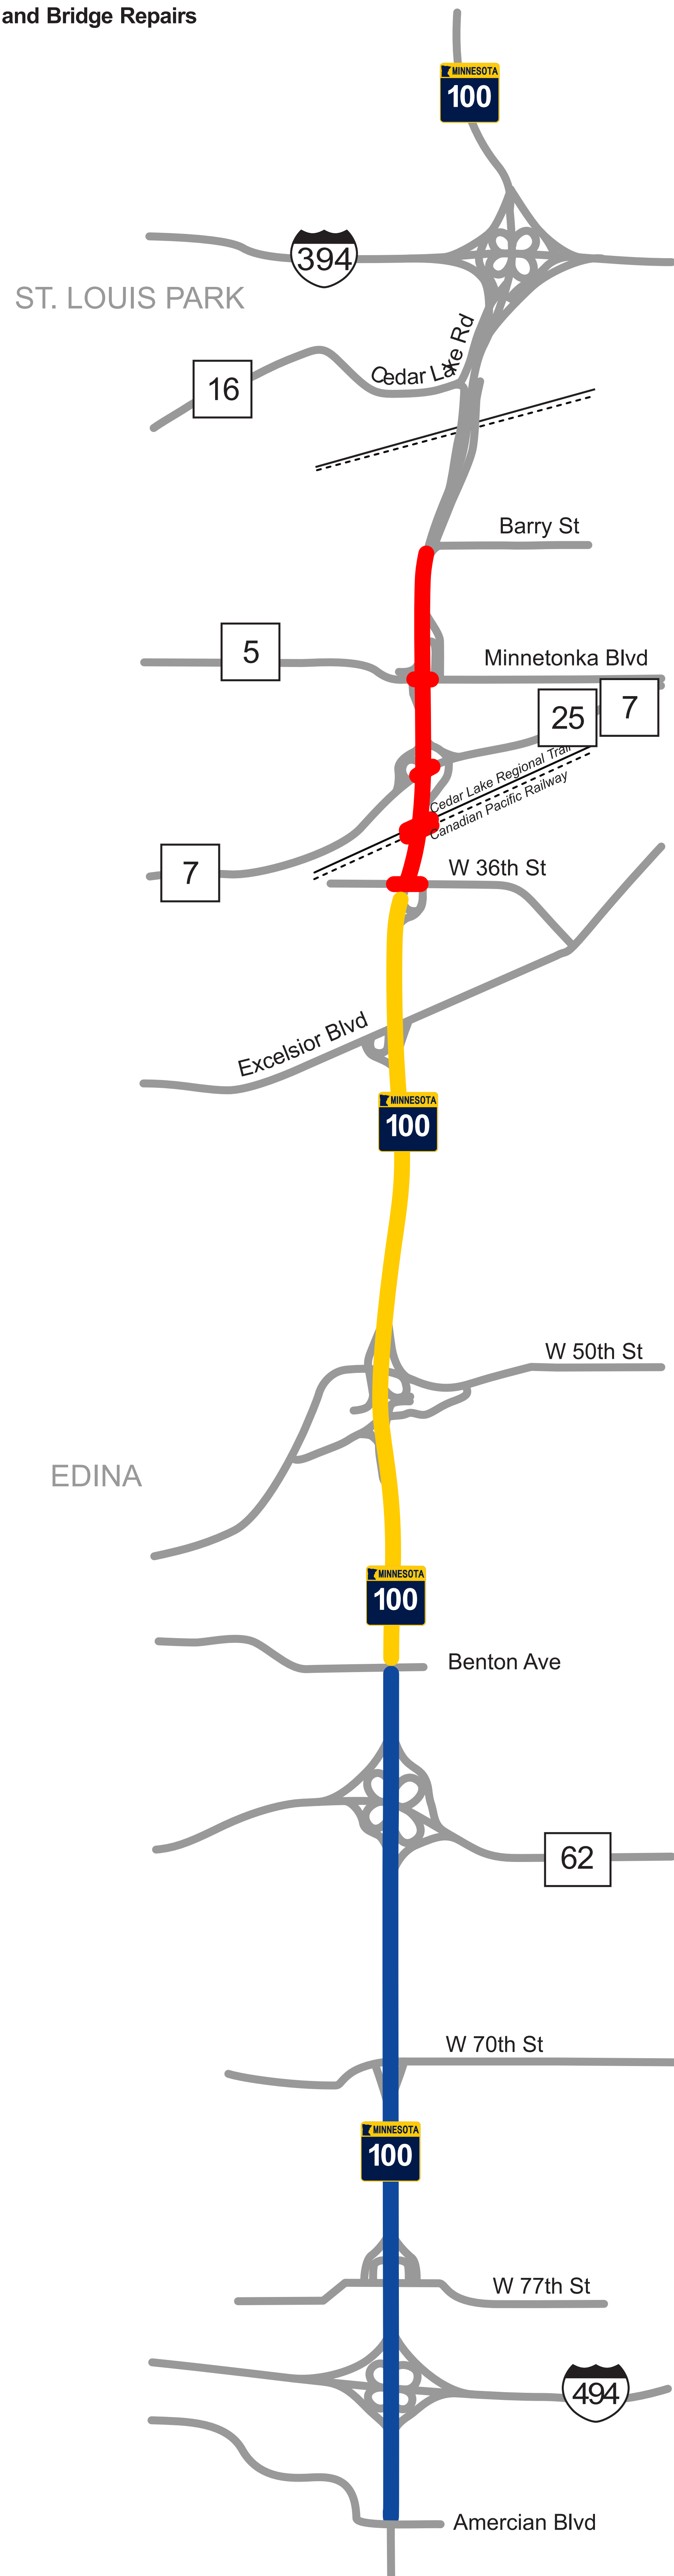 and Bridge Repairs
MINNESOTA
100
394
ST. LOUIS PARK
Cedar Lake Rd
16
Barry St
5
Minnetonka Blvd
25
7
Cedar Lake Regional Trail
Canadian Pacific Railway
7
W 36th St
Excelsior Blvd
MINNESOTA
100
W 50th St
EDINA
MINNESOTA
100
Benton Ave
62
W 70th St
MINNESOTA
100
W 77th St
494
Amercian Blvd